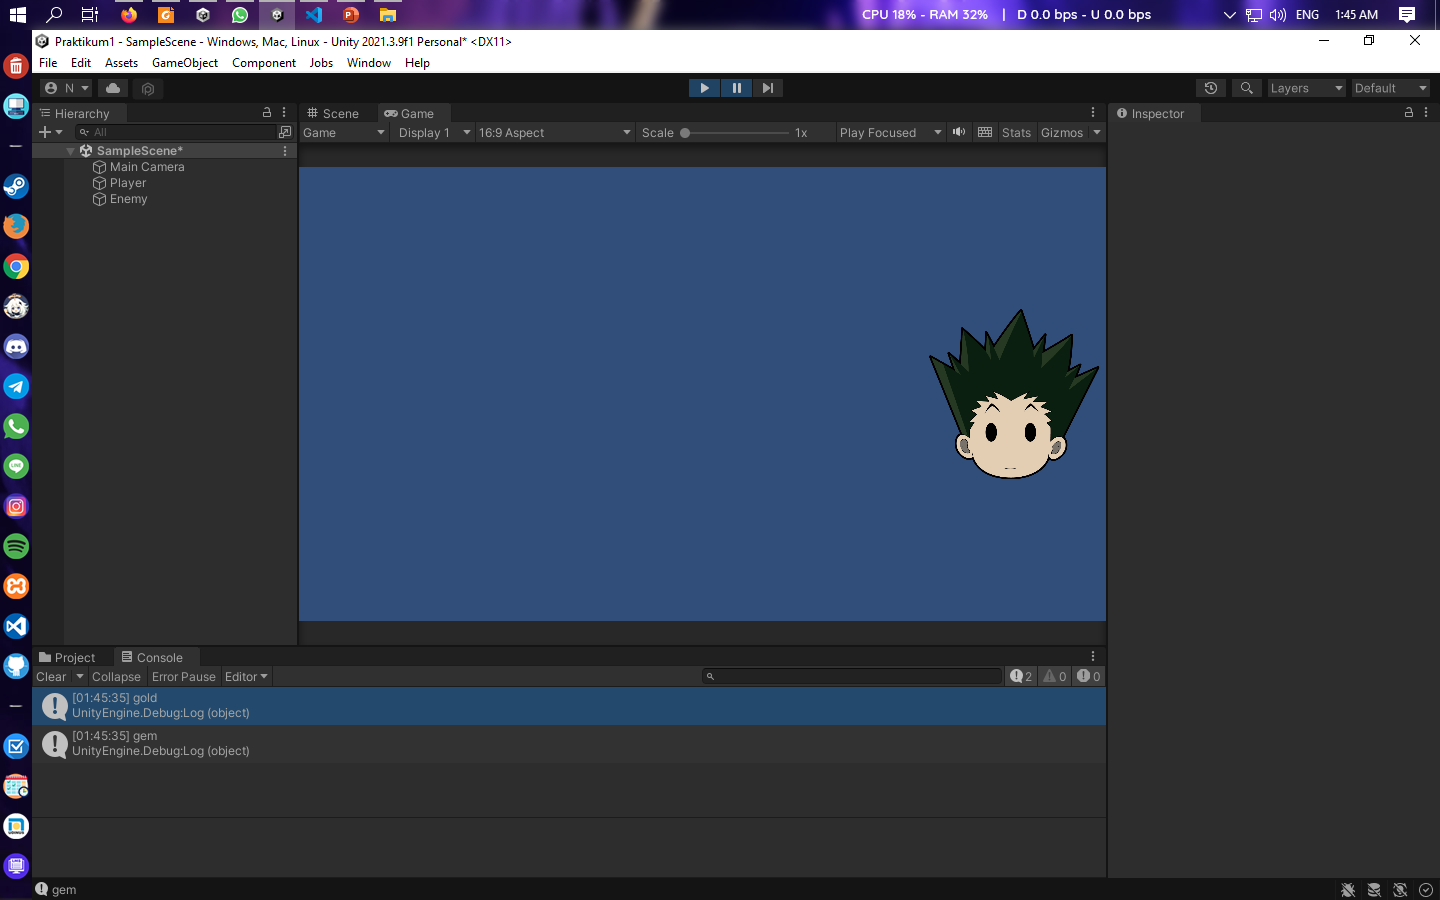 CPU 18% - RAM 32% | D 0.0 bps - U 0.0 bps
ENG 1:45 AM
Praktikum1 - SampleScene - Windows, Mac, Linux - Unity 2021.3.9f1 Personal* <DX11>
File Edit Assets GameObject Component Jobs Window Help
N Layers Default
Hierarchy Scene Game Inspector
All Game Display 1 16:9 Aspect Scale 1x Play Focused Stats Gizmos
SampleScene*
Main Camera
Player
Enemy
Project Console
Clear Collapse Error Pause Editor 2 0 0
[01:45:35] gold
UnityEngine.Debug:Log (object)
[01:45:35] gem
UnityEngine.Debug:Log (object)
gem